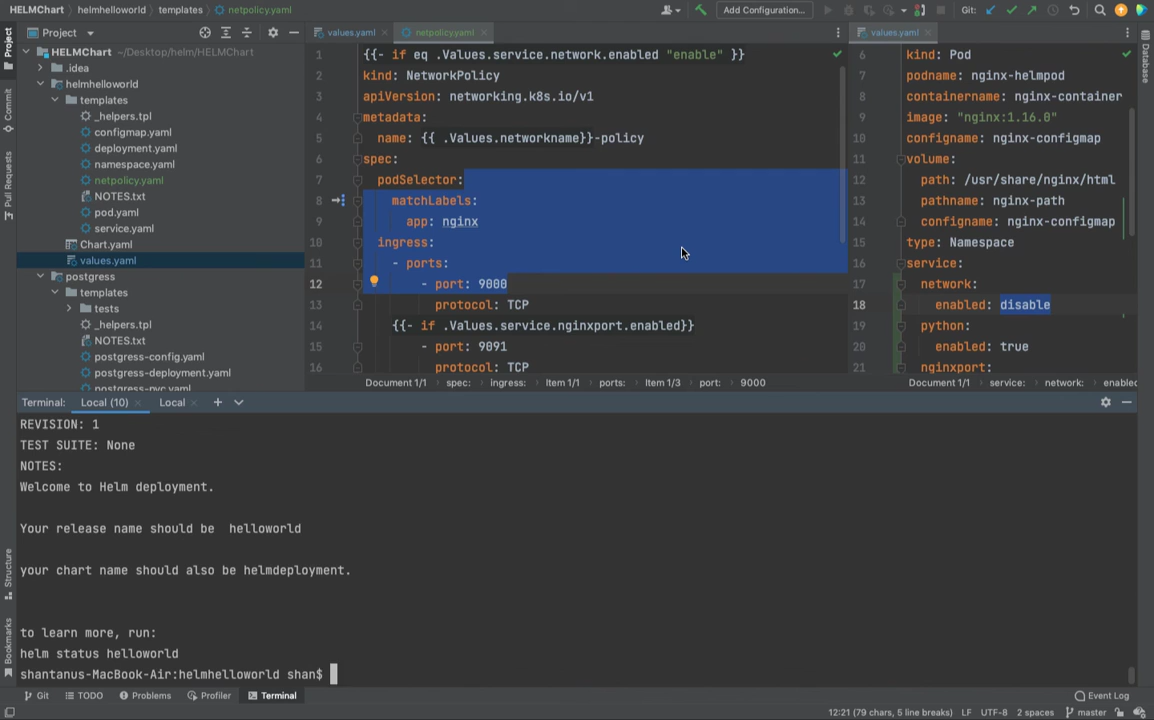 HELMChart
helmhelloworld
templates
netpolicy.yaml
Add Configuration...
Git:
Project
HELMChart ~/Desktop/helm/HELMChart
.idea
helmhelloworld
templates
_helpers.tpl
configmap.yaml
deployment.yaml
namespace.yaml
netpolicy.yaml
NOTES.txt
pod.yaml
service.yaml
Chart.yaml
values.yaml
postgress
templates
tests
_helpers.tpl
NOTES.txt
postgress-config.yaml
postgress-deployment.yaml
postgress-pvc.yaml
Project
Commit
Pull Requests
Structure
Bookmarks
values.yaml
netpolicy.yaml
1 {{- if eq .Values.service.network.enabled "enable" }}
2 kind: NetworkPolicy
3 apiVersion: networking.k8s.io/v1
4 metadata:
5 name: {{ .Values.networkname}}-policy
6 spec:
7 podSelector:
8 matchLabels:
9 app: nginx
10 ingress:
11 - ports:
12 - port: 9000
13 protocol: TCP
14 {{- if .Values.service.nginxport.enabled}}
15 - port: 9091
16 protocol: TCP
Document 1/1 spec: ingress: Item 1/1 ports: Item 1/3 port: 9000
values.yaml
6 kind: Pod
7 podname: nginx-helmpod
8 containername: nginx-container
9 image: "nginx:1.16.0"
10 configname: nginx-configmap
11 volume:
12 path: /usr/share/nginx/html
13 pathname: nginx-path
14 configname: nginx-configmap
15 type: Namespace
16 service:
17 network:
18 enabled: disable
19 python:
20 enabled: true
21 nginxport:
Document 1/1 service: network: enabled
Database
Terminal: Local (10) Local
REVISION: 1
TEST SUITE: None
NOTES:
Welcome to Helm deployment.
Your release name should be  helloworld
your chart name should also be helmdeployment.
to learn more, run:
helm status helloworld
shantanus-MacBook-Air:helmhelloworld shan$
Git TODO Problems Profiler Terminal Event Log
12:21 (79 chars, 5 line breaks) LF UTF-8 2 spaces master